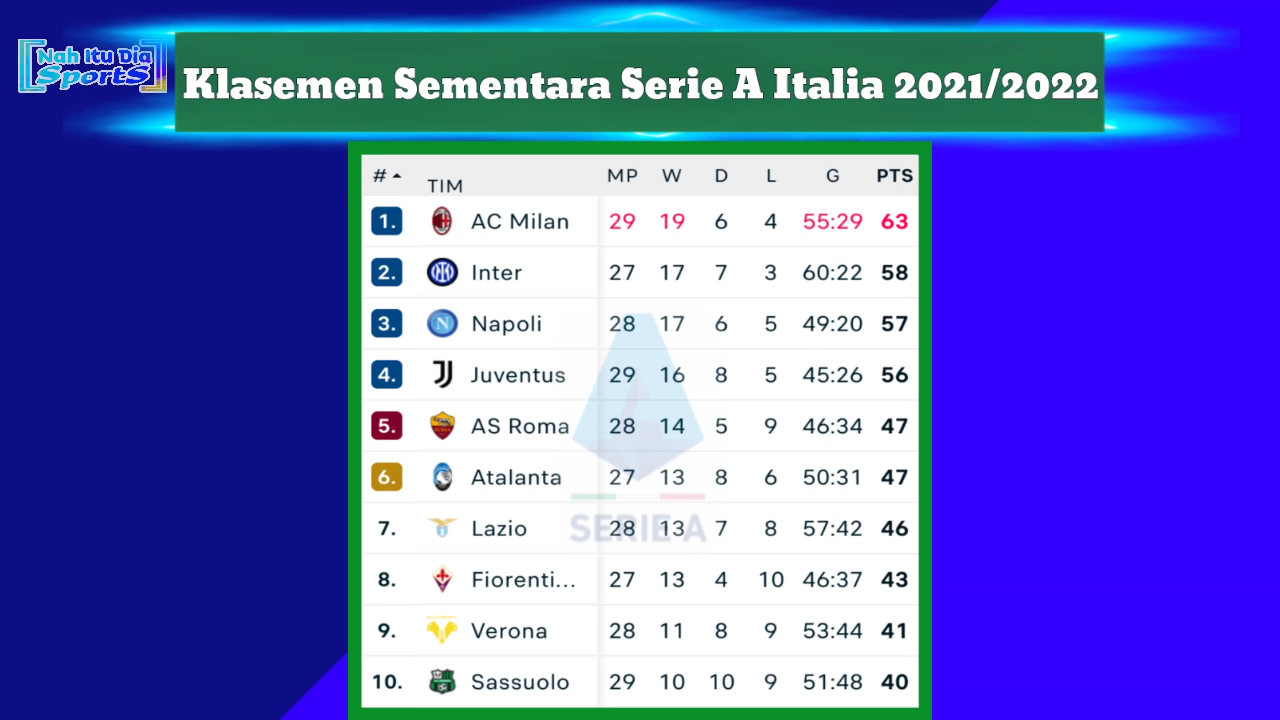 Nah Itu Dia
Sports
Klasemen Sementara Serie A Italia 2021/2022
# TIM MP W D L G PTS
1. AC Milan 29 19 6 4 55:29 63
2. Inter 27 17 7 3 60:22 58
3. Napoli 28 17 6 5 49:20 57
4. Juventus 29 16 8 5 45:26 56
5. AS Roma 28 14 5 9 46:34 47
6. Atalanta 27 13 8 6 50:31 47
7. Lazio 28 13 7 8 57:42 46
SERIE A
8. Fiorenti... 27 13 4 10 46:37 43
9. Verona 28 11 8 9 53:44 41
10. Sassuolo 29 10 10 9 51:48 40